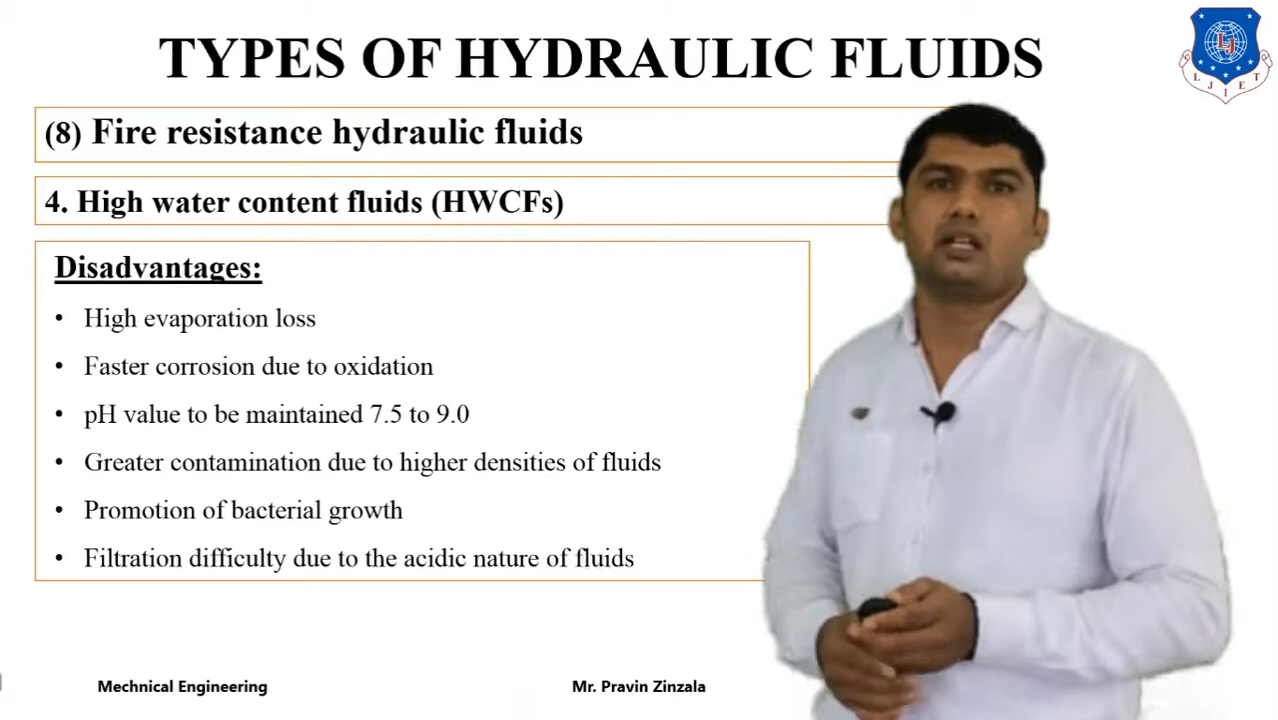 TYPES OF HYDRAULIC FLUIDS
LJIET
(8) Fire resistance hydraulic fluids
4. High water content fluids (HWCFs)
Disadvantages:
• High evaporation loss
• Faster corrosion due to oxidation
• pH value to be maintained 7.5 to 9.0
• Greater contamination due to higher densities of fluids
• Promotion of bacterial growth
• Filtration difficulty due to the acidic nature of fluids
Mechnical Engineering
Mr. Pravin Zinzala